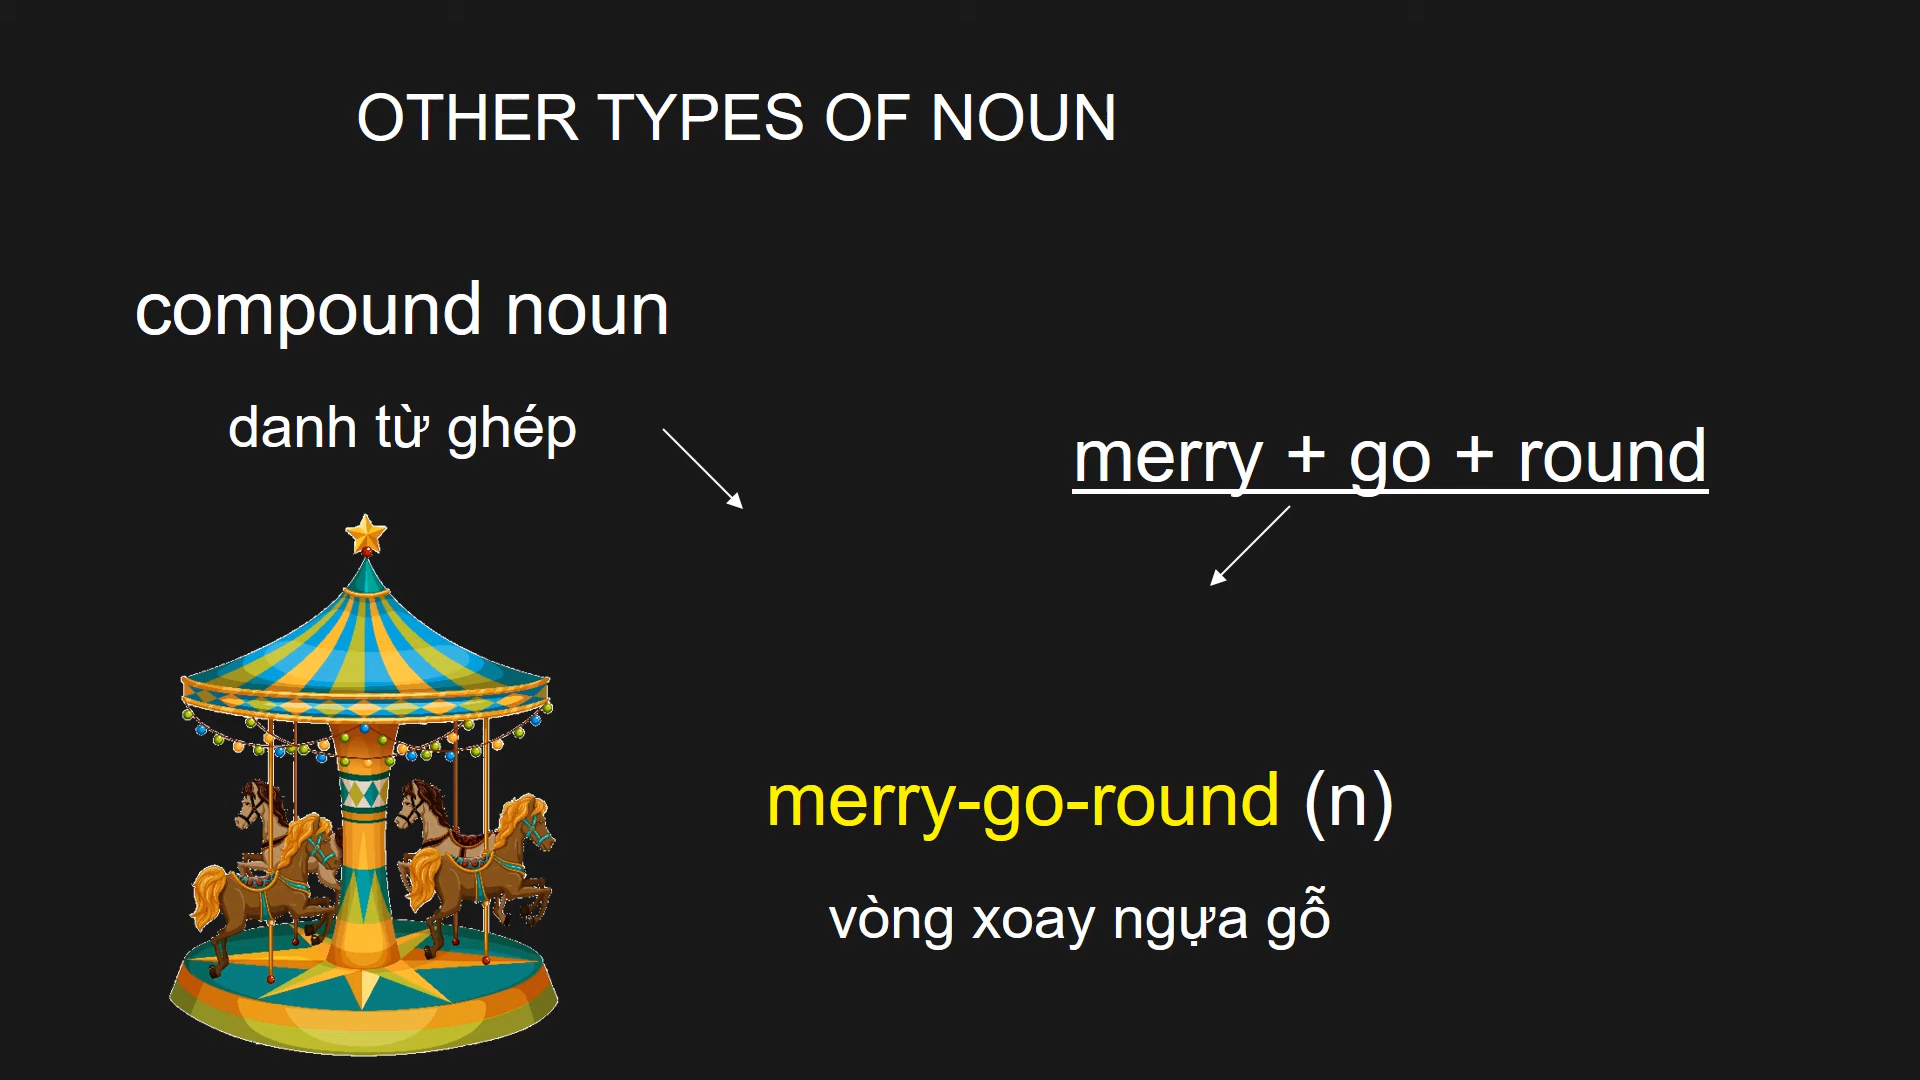 OTHER TYPES OF NOUN
compound noun
danh từ ghép
merry + go + round
merry-go-round (n)
vòng xoay ngựa gỗ